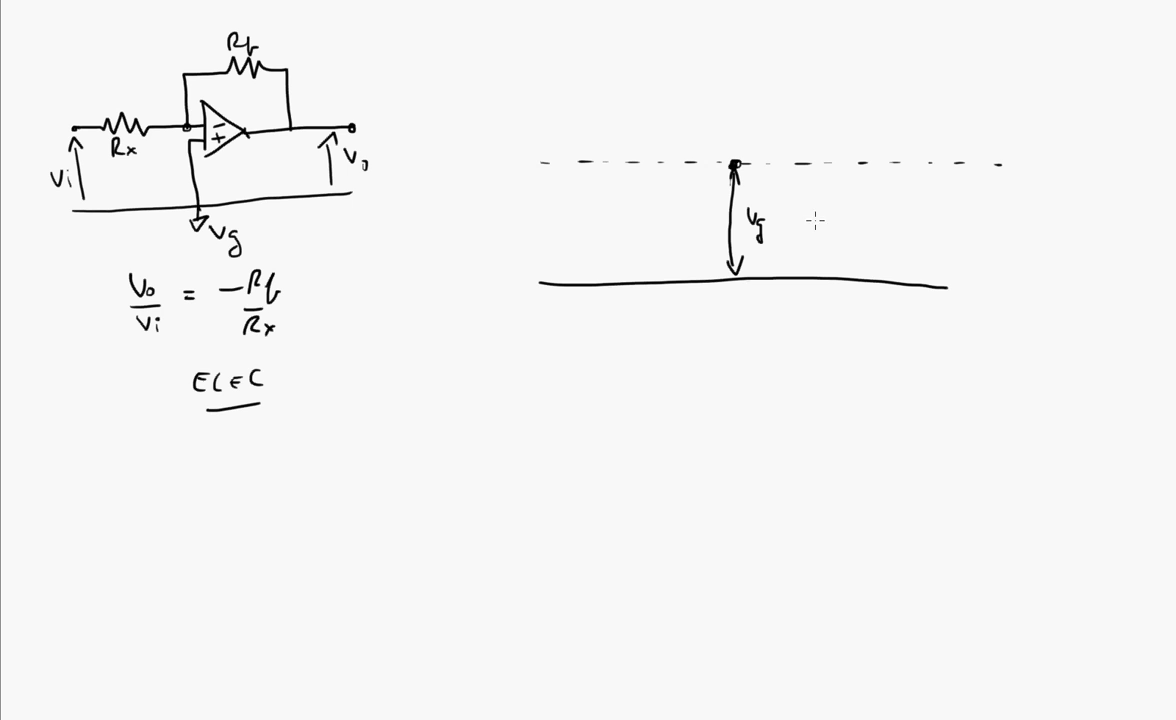 Rf
Rx
Vi
Vo
Vg
Vo/Vi = -Rf/Rx
ELEC
Vg